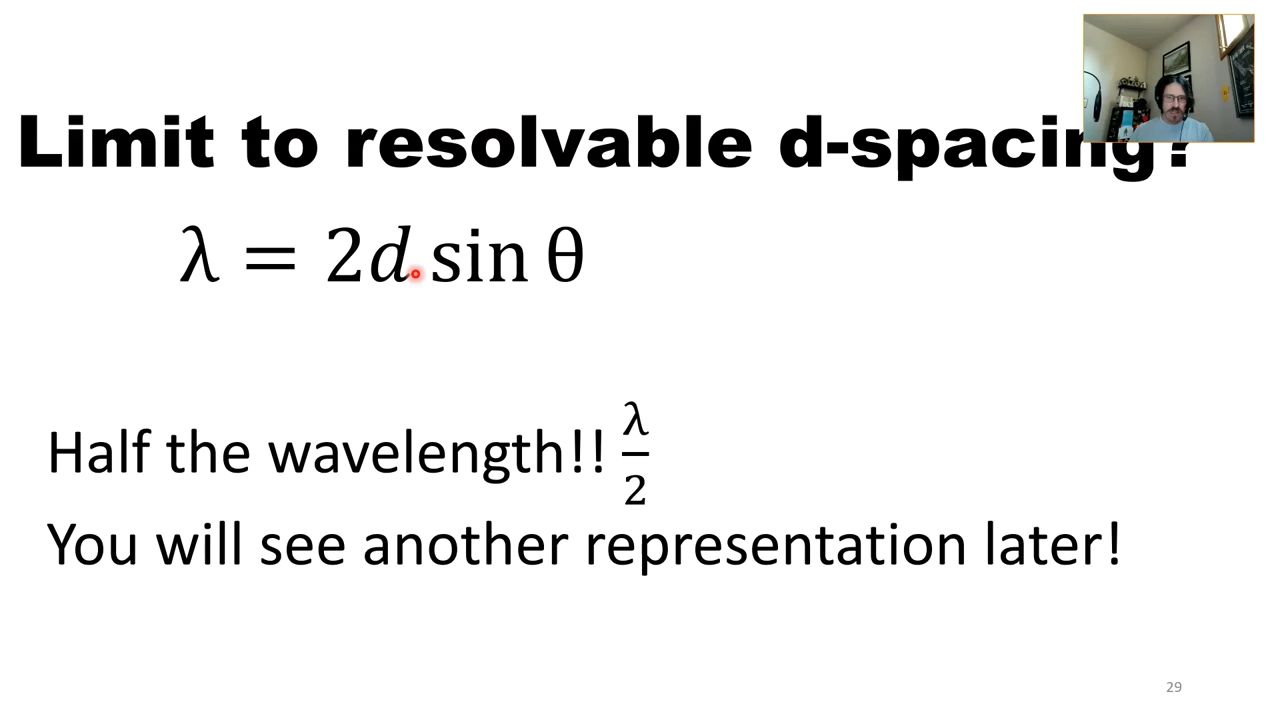 Limit to resolvable d-spacing?
λ = 2d sin θ
Half the wavelength!! λ/2
You will see another representation later!
29